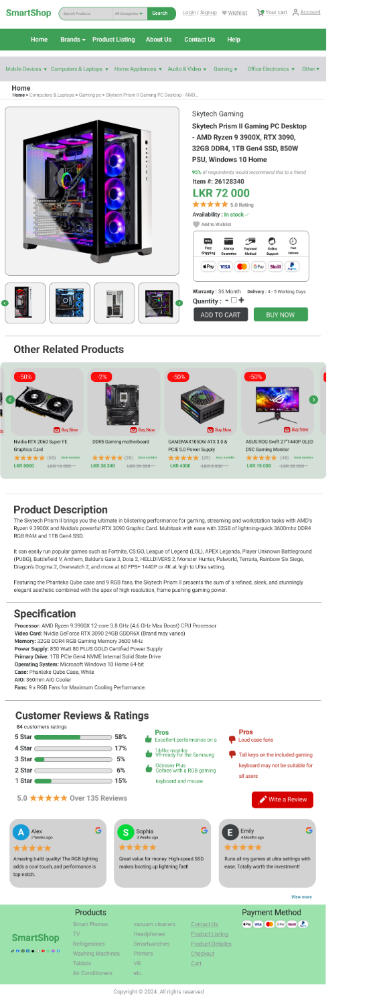 SmartShop
Search Products
All Categories
Search
Login | Signup
Wishlist
Your cart
Account
Home
Brands
Product Listing
About Us
Contact Us
Help
Mobile Devices
Computers & Laptops
Home Appliances
Audio & Video
Gaming
Office Electronics
Other
Home
Home > Computers & Laptops > Gaming pc > Skytech Prism II Gaming PC Desktop - AMD...
Skytech Gaming
Skytech Prism II Gaming PC Desktop
- AMD Ryzen 9 3900X, RTX 3090,
32GB DDR4, 1TB Gen4 SSD, 850W
PSU, Windows 10 Home
95% of respondents would recommend this to a friend
Item #: 26128340
LKR 72 000
5.0 Rating
Availability : In stock
Add to Wishlist
Free Shipping
Money Guarantee
Payment Method
Online Support
Fast Delivery
Pay
VISA
G Pay
Skrill
PayPal
Warranty : 36 Month
Delivery : 4 - 5 Working Days
Quantity : - +
ADD TO CART
BUY NOW
Other Related Products
-50%
Buy Now
Nvidia RTX 2060 Super FE
Graphics Card
(50)
LKR 8000
LKR 16 000
-2%
Buy Now
DDR5 Gaming motherboard
(35)
LKR 38 240
LKR 39 000
-50%
Buy Now
GAMEMAX1050W ATX 3.0 &
PCIE 5.0 Power Supply
(29)
LKR 4000
LKR 8 000
-50%
Buy Now
ASUS ROG Swift 27"1440P OLED
DSC Gaming Monitor
(48)
LKR 15 000
LKR 30 000
Product Description
The Skytech Prism II brings you the ultimate in blistering performance for gaming, streaming and workstation tasks with AMD's
Ryzen 9 3900X and Nvidia's powerful RTX 3090 Graphic Card. Multitask with ease with 32GB of lightning-quick 3600mhz DDR4
RGB RAM and 1TB Gen4 SSD.
It can easily run popular games such as Fortnite, CS:GO, League of Legend (LOL), APEX Legends, Player Unknown Battleground
(PUBG), Battlefield V, Anthem, Baldur's Gate 3, Dota 2, HELLDIVERS 2, Monster Hunter, Palworld, Terraria, Rainbow Six Siege,
Dragon's Dogma 2, Overwatch 2, and more at 60 FPS+ 1440P or 4K at high to Ultra setting.
Featuring the Phanteks Qube case and 9 RGB fans, the Skytech Prism II presents the sum of a refined, sleek, and stunningly
elegant aesthetic combined with the apex of high resolution, frame pushing gaming power.
Specification
Processor: AMD Ryzen 9 3900X 12-core 3.8 GHz (4.6 GHz Max Boost) CPU Processor
Video Card: Nvidia GeForce RTX 3090 24GB GDDR6X (Brand may varies)
Memory: 32GB DDR4 RGB Gaming Memory 3600 MHz
Power Supply: 850 Watt 80 PLUS GOLD Certified Power Supply
Primary Drive: 1TB PCIe Gen4 NVME Internal Solid State Drive
Operating System: Microsoft Windows 10 Home 64-bit
Case: Phanteks Qube Case, White
AIO: 360mm AIO Cooler
Fans: 9 x RGB Fans for Maximum Cooling Performance.
Customer Reviews & Ratings
84 customers ratings
5 Star 58%
4 Star 17%
3 Star 5%
2 Star 6%
1 Star 15%
5.0 Over 135 Reviews
Pros
Excellent performance on a
144hz monitor
VR-ready for the Samsung
Odyssey Plus
Comes with a RGB gaming
keyboard and mouse
Pros
Loud case fans
Tall keys on the included gaming
keyboard may not be suitable for
all users
Wite a Review
A
Alex
2 Weeks ago
Amazing build quality! The RGB lighting
adds a cool touch, and performance is
top-notch.
S
Sophia
3 Weeks ago
Great value for money. High-speed SSD
makes booting up lightning fast!
E
Emily
4 Months ago
Runs all my games at ultra settings with
ease. Totally worth the investment!
View more
SmartShop
Products
Smart Phones
TV
Refrigerators
Washing Machines
Tablets
Air Conditioners
vacuum cleaners
Headphones
Smartwatches
Printers
VR
etc.
Contact Us
Product Listing
Product Detailes
Checkout
Cart
Payment Method
Pay
VISA
G Pay
Skrill
PayPal
Copyright © 2024. All rights reserved